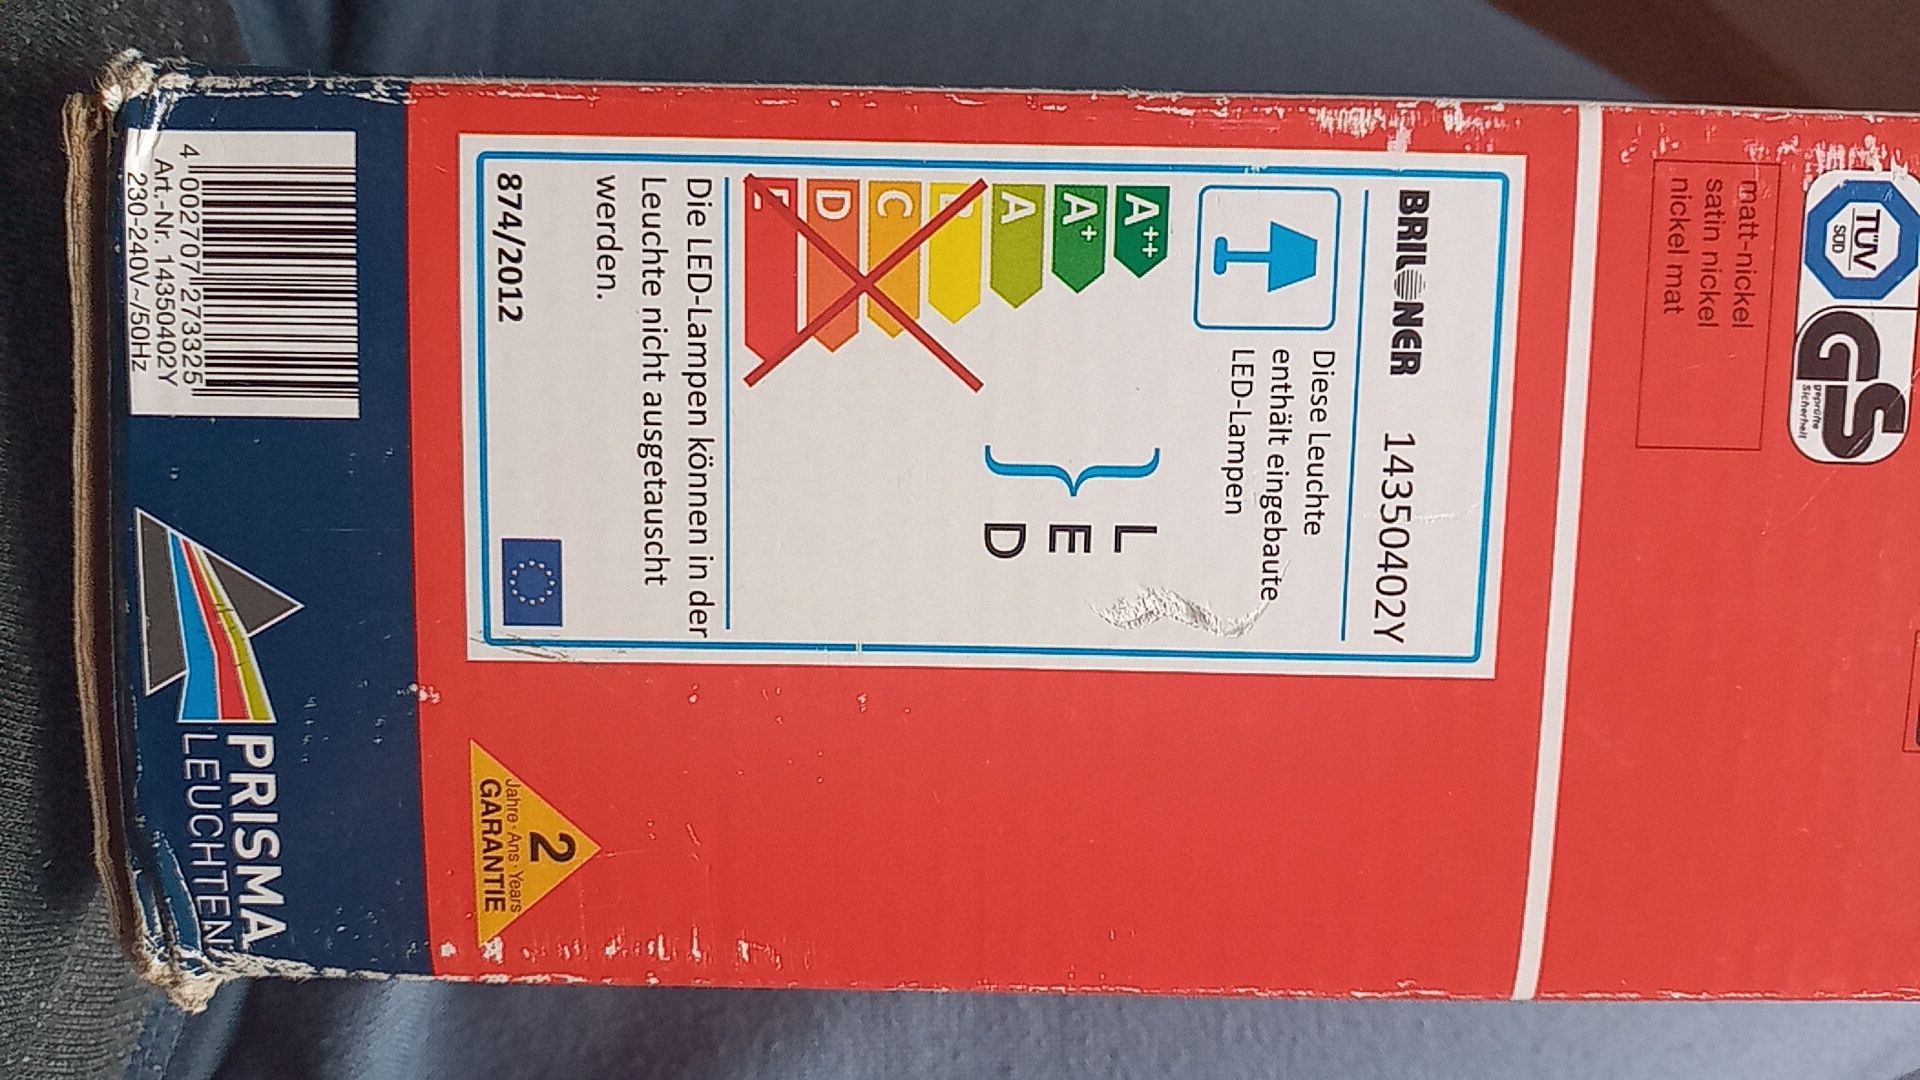 TÜV
SÜD
GS
geprüfte
Sicherheit
matt-nickel
satin nickel
nickel mat
BRILONER 14350402Y
Diese Leuchte
enthält eingebaute
LED-Lampen
A++
A+
A
B
C
D
E
L
E
D
Die LED-Lampen können in der
Leuchte nicht ausgetauscht
werden.
874/2012
2
Jahre · Ans · Years
GARANTIE
4 002707 273325
Art.-Nr. 14350402Y
230-240V~/50Hz
PRISMA
LEUCHTEN